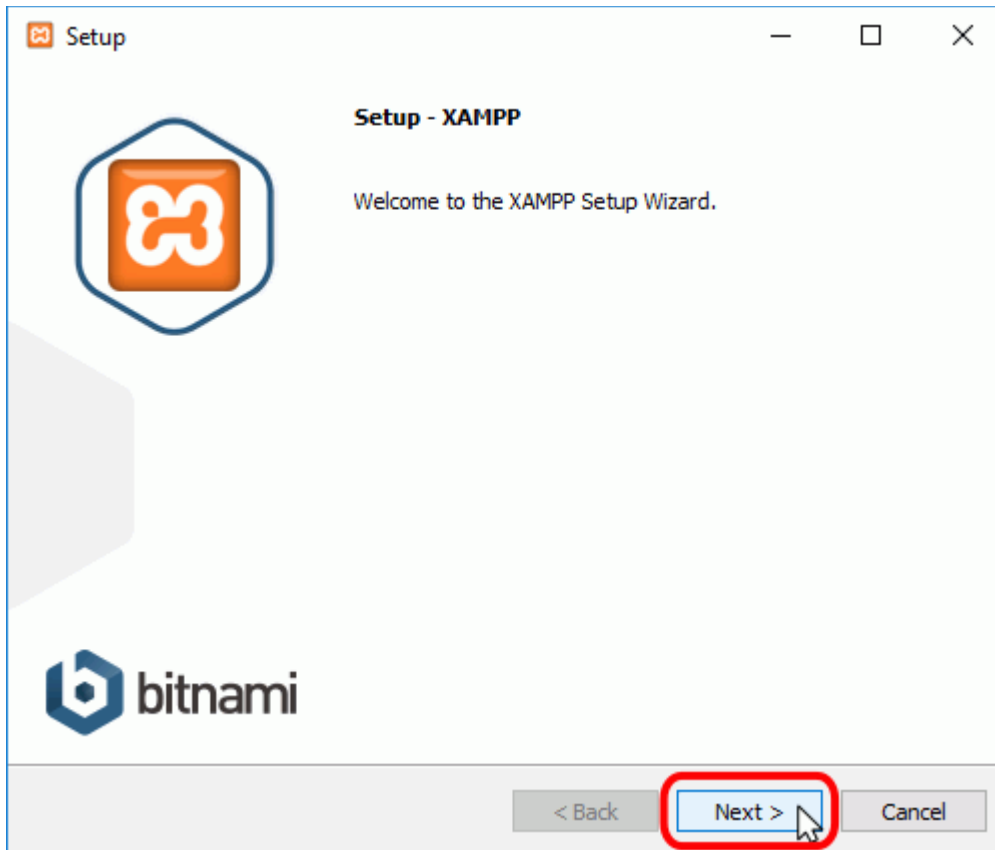 Setup
Setup - XAMPP
Welcome to the XAMPP Setup Wizard.
bitnami
< Back
Next >
Cancel